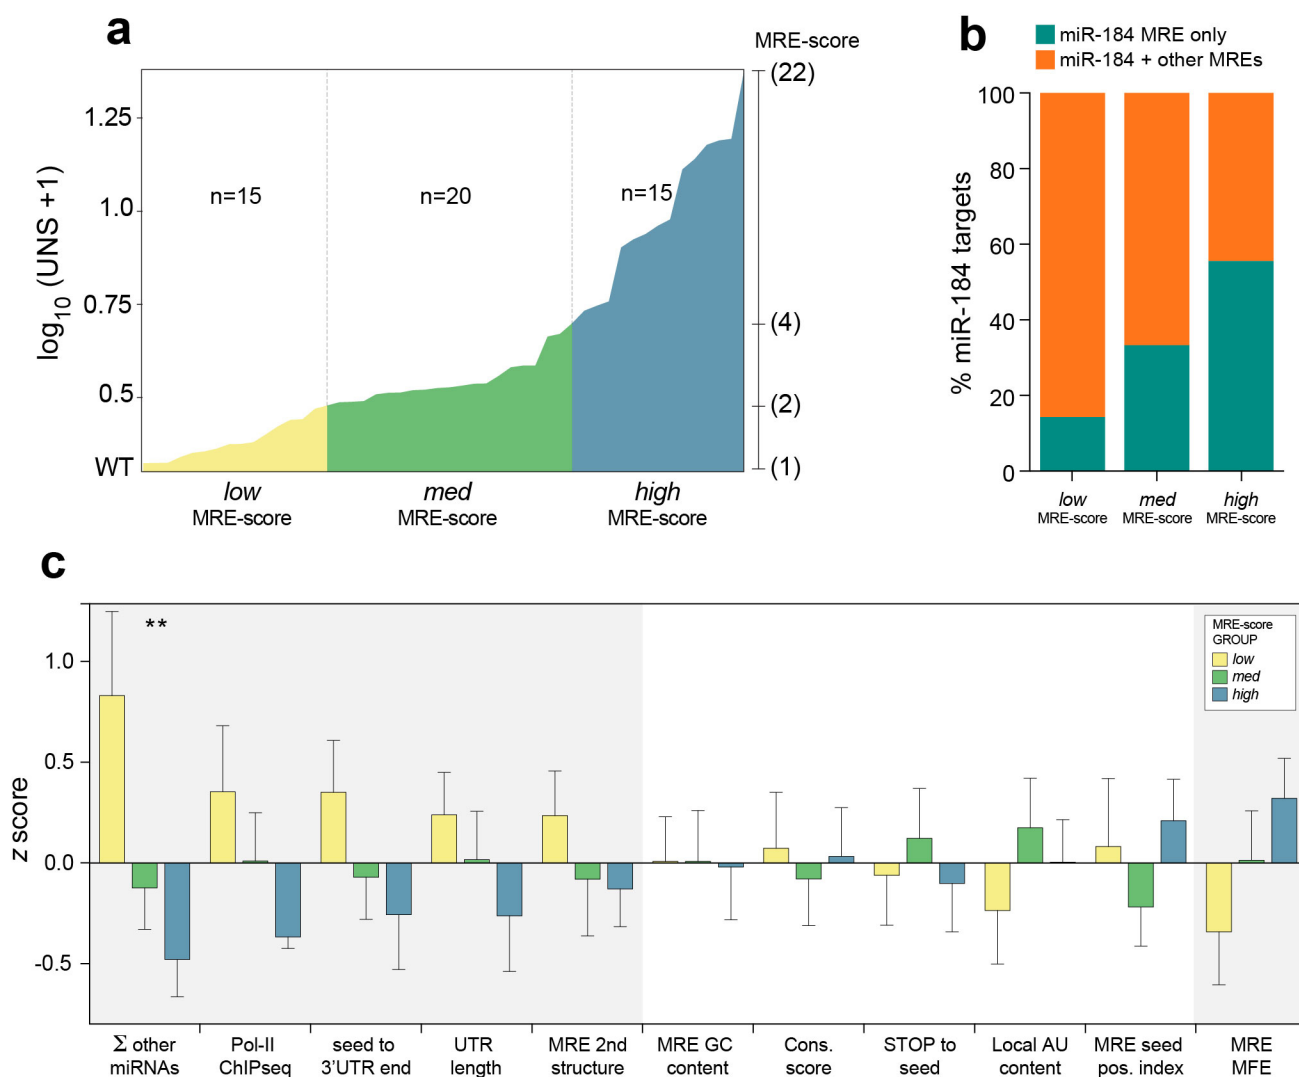 a
MRE-score
log10 (UNS +1)
1.25
1.0
0.75
0.5
WT
n=15
n=20
n=15
(22)
(4)
(2)
(1)
low
MRE-score
med
MRE-score
high
MRE-score
b
miR-184 MRE only
miR-184 + other MREs
% miR-184 targets
100
80
60
40
20
0
low
MRE-score
med
MRE-score
high
MRE-score
c
z score
1.0
0.5
0.0
-0.5
**
MRE-score
GROUP
low
med
high
Σ other
miRNAs
Pol-II
ChIPseq
seed to
3'UTR end
UTR
length
MRE 2nd
structure
MRE GC
content
Cons.
score
STOP to
seed
Local AU
content
MRE seed
pos. index
MRE
MFE